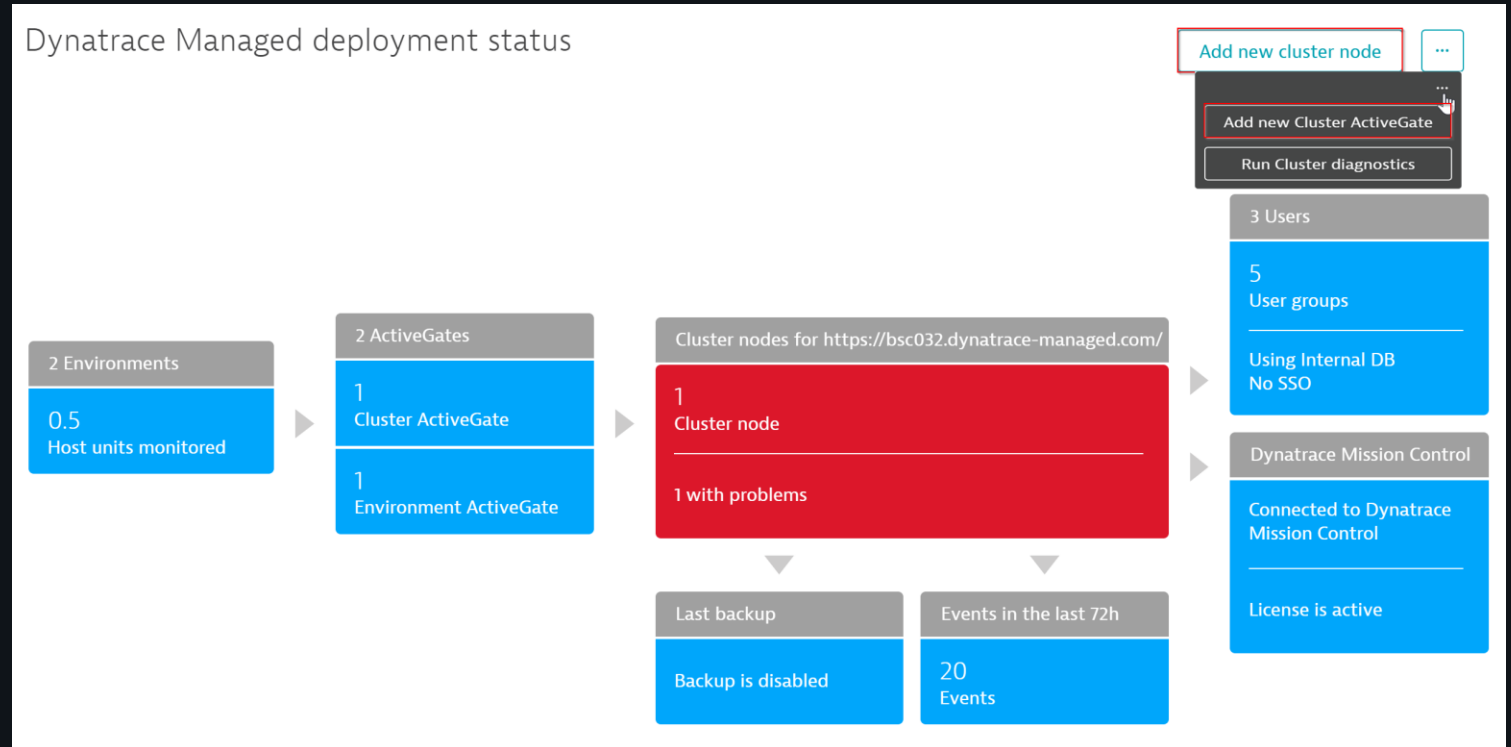 Dynatrace Managed deployment status
Add new cluster node
...
...
Add new Cluster ActiveGate
Run Cluster diagnostics
2 Environments
0.5
Host units monitored
2 ActiveGates
1
Cluster ActiveGate
1
Environment ActiveGate
Cluster nodes for https://bsc032.dynatrace-managed.com/
1
Cluster node
1 with problems
Last backup
Backup is disabled
Events in the last 72h
20
Events
3 Users
5
User groups
Using Internal DB
No SSO
Dynatrace Mission Control
Connected to Dynatrace
Mission Control
License is active